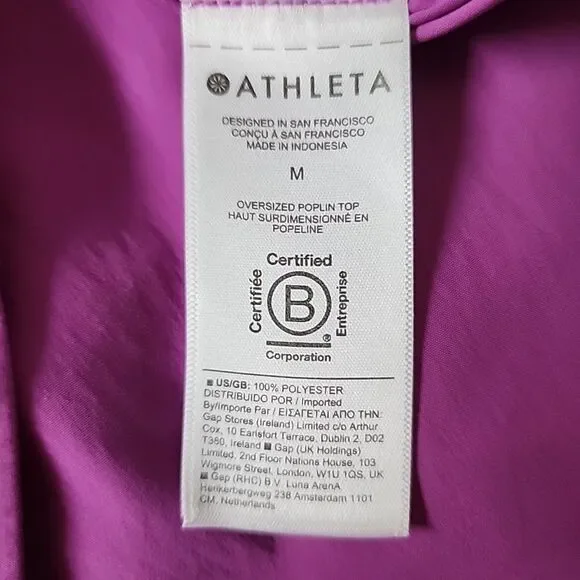 ATHLETA
DESIGNED IN SAN FRANCISCO
CONÇU À SAN FRANCISCO
MADE IN INDONESIA
M
OVERSIZED POPLIN TOP
HAUT SURDIMENSIONNÉ EN
POPELINE
Certified
Certifiée
B
Entreprise
®
Corporation
US/GB: 100% POLYESTER
DISTRIBUIDO POR / Imported
By/Importe Par / ΕΙΣΑΓΕΤΑΙ ΑΠΟ ΤΗΝ:
Gap Stores (Ireland) Limited c/o Arthur
Cox, 10 Earlsfort Terrace, Dublin 2, D02
T380, Ireland Gap (UK Holdings)
Limited, 2nd Floor Nations House, 103
Wigmore Street, London, W1U 1QS, UK
Gap (RHC) B.V. Luna ArenA
Herikerbergweg 238 Amsterdam 1101
CM, Netherlands